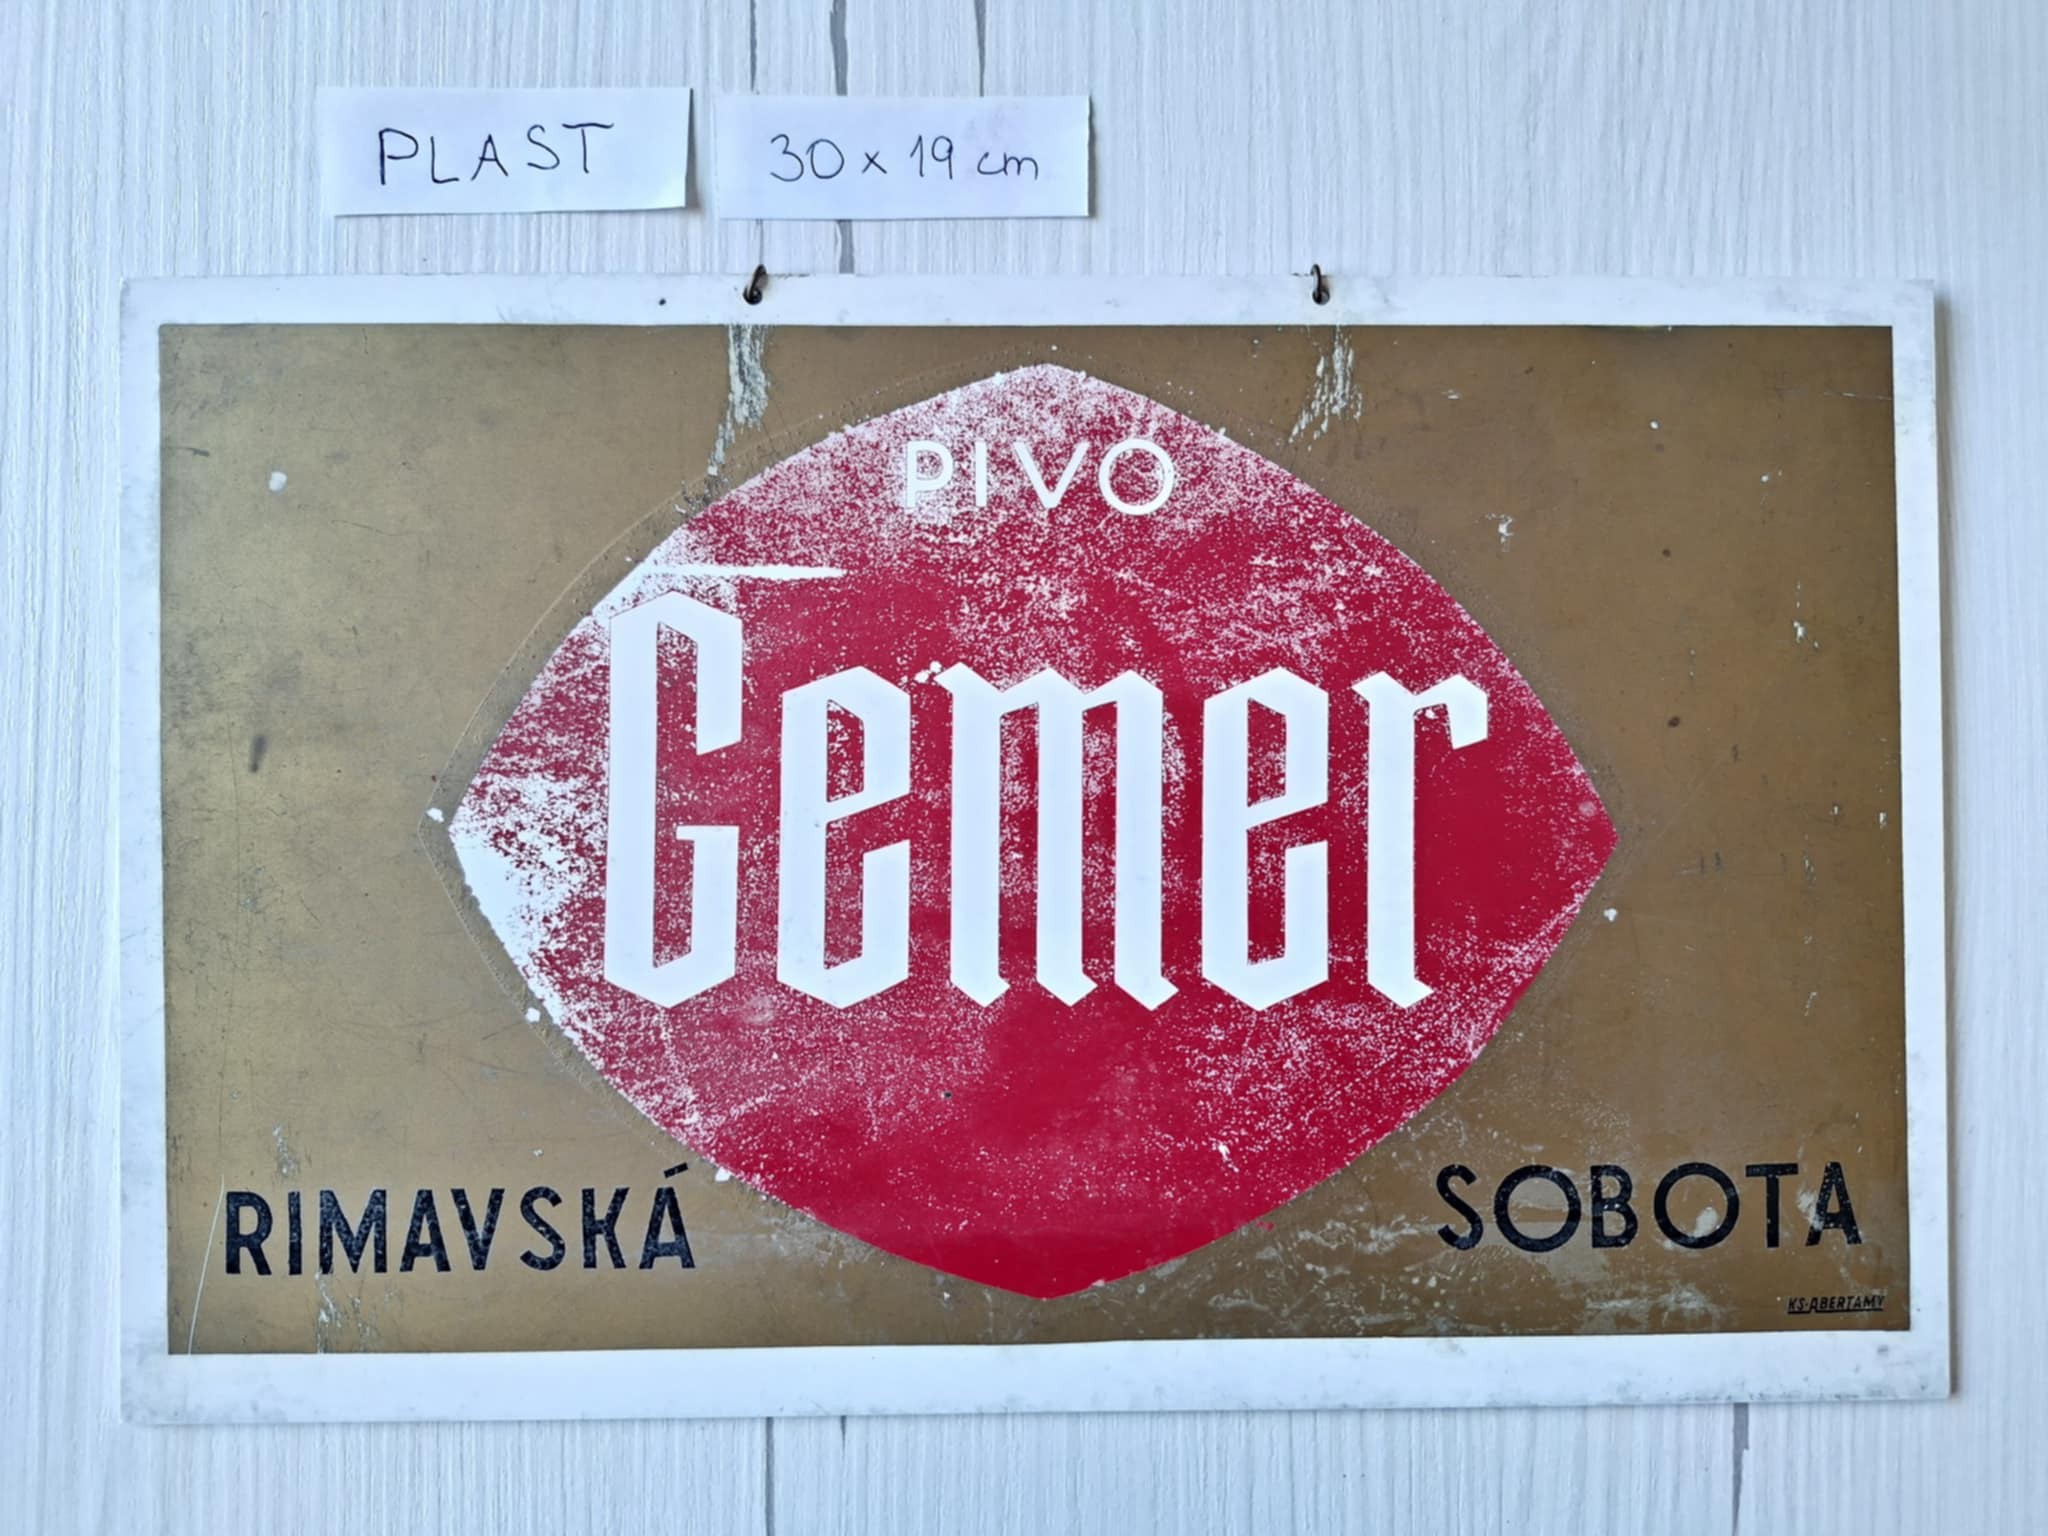 PLAST
30 x 19 cm
PIVO
Gemer
RIMAVSKÁ SOBOTA
KS-ABERTAMY